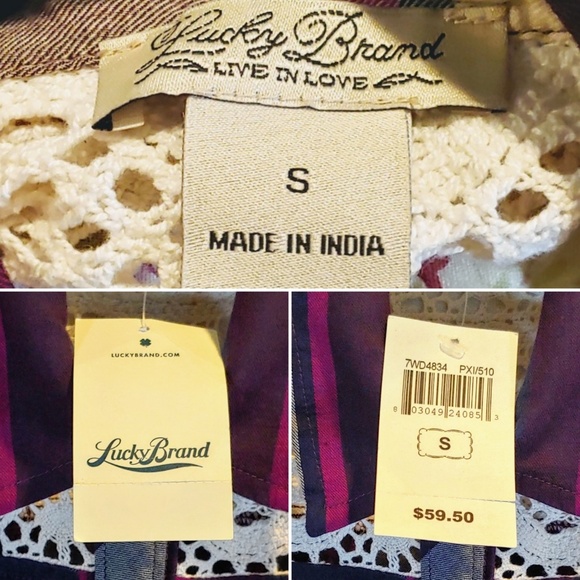 Lucky Brand
LIVE IN LOVE
S
MADE IN INDIA
LUCKYBRAND.COM
Lucky Brand
7WD4834 PXI/510
8 03049 24085 3
S
$59.50